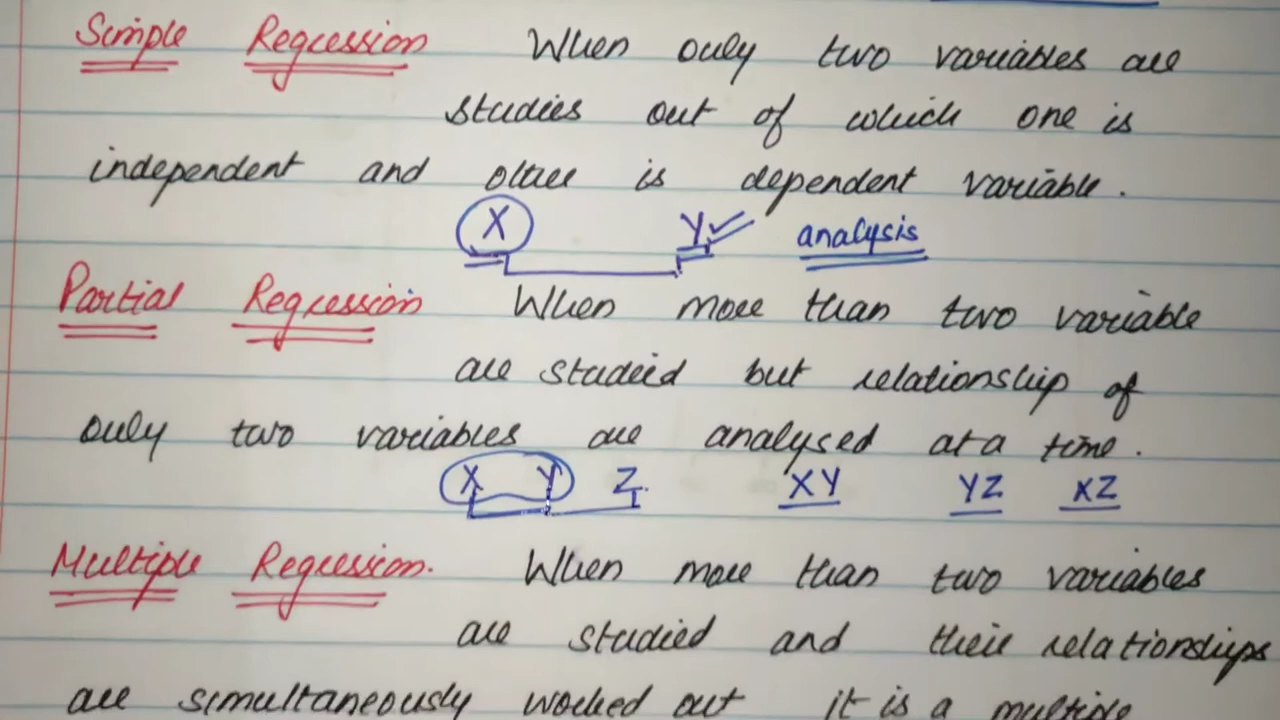 Simple Regression When only two variables are
studies out of which one is
independent and other is dependent variable.
X Y analysis
Partial Regression When more than two variable
are studied but relationship of
only two variables are analysed at a time.
X Y Z XY YZ XZ
Multiple Regression. When more than two variables
are studied and their relationships
are simultaneously worked out it is a multiple